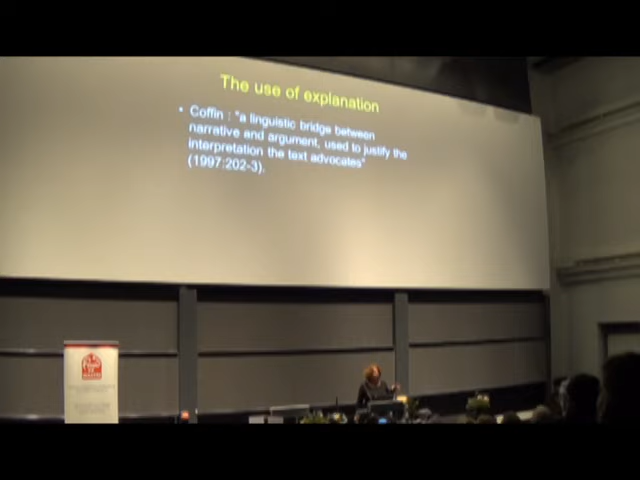 The use of explanation
• Coffin : "a linguistic bridge between
narrative and argument, used to justify the
interpretation the text advocates"
(1997:202-3).